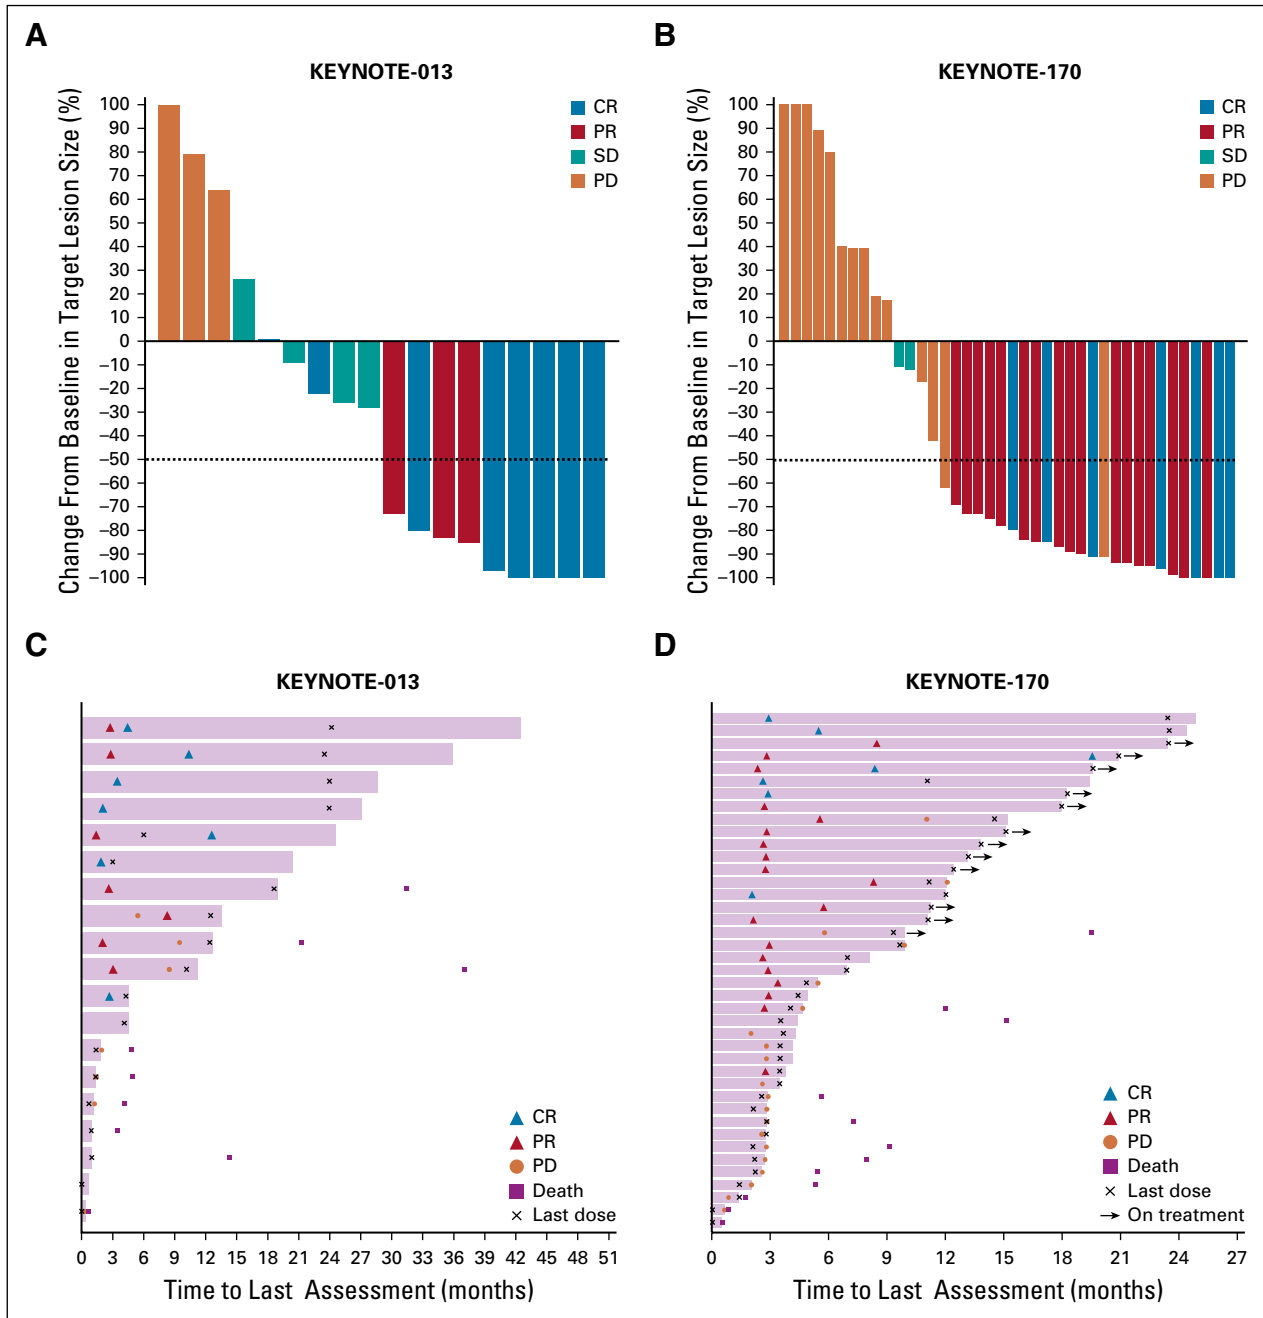 A
KEYNOTE-013
Change From Baseline in Target Lesion Size (%)
100
90
80
70
60
50
40
30
20
10
0
–10
–20
–30
–40
–50
–60
–70
–80
–90
–100
CR
PR
SD
PD
B
KEYNOTE-170
Change From Baseline in Target Lesion Size (%)
100
90
80
70
60
50
40
30
20
10
0
–10
–20
–30
–40
–50
–60
–70
–80
–90
–100
CR
PR
SD
PD
C
KEYNOTE-013
CR
PR
PD
Death
Last dose
0 3 6 9 12 15 18 21 24 27 30 33 36 39 42 45 48 51
Time to Last Assessment (months)
D
KEYNOTE-170
CR
PR
PD
Death
Last dose
On treatment
0 3 6 9 12 15 18 21 24 27
Time to Last Assessment (months)